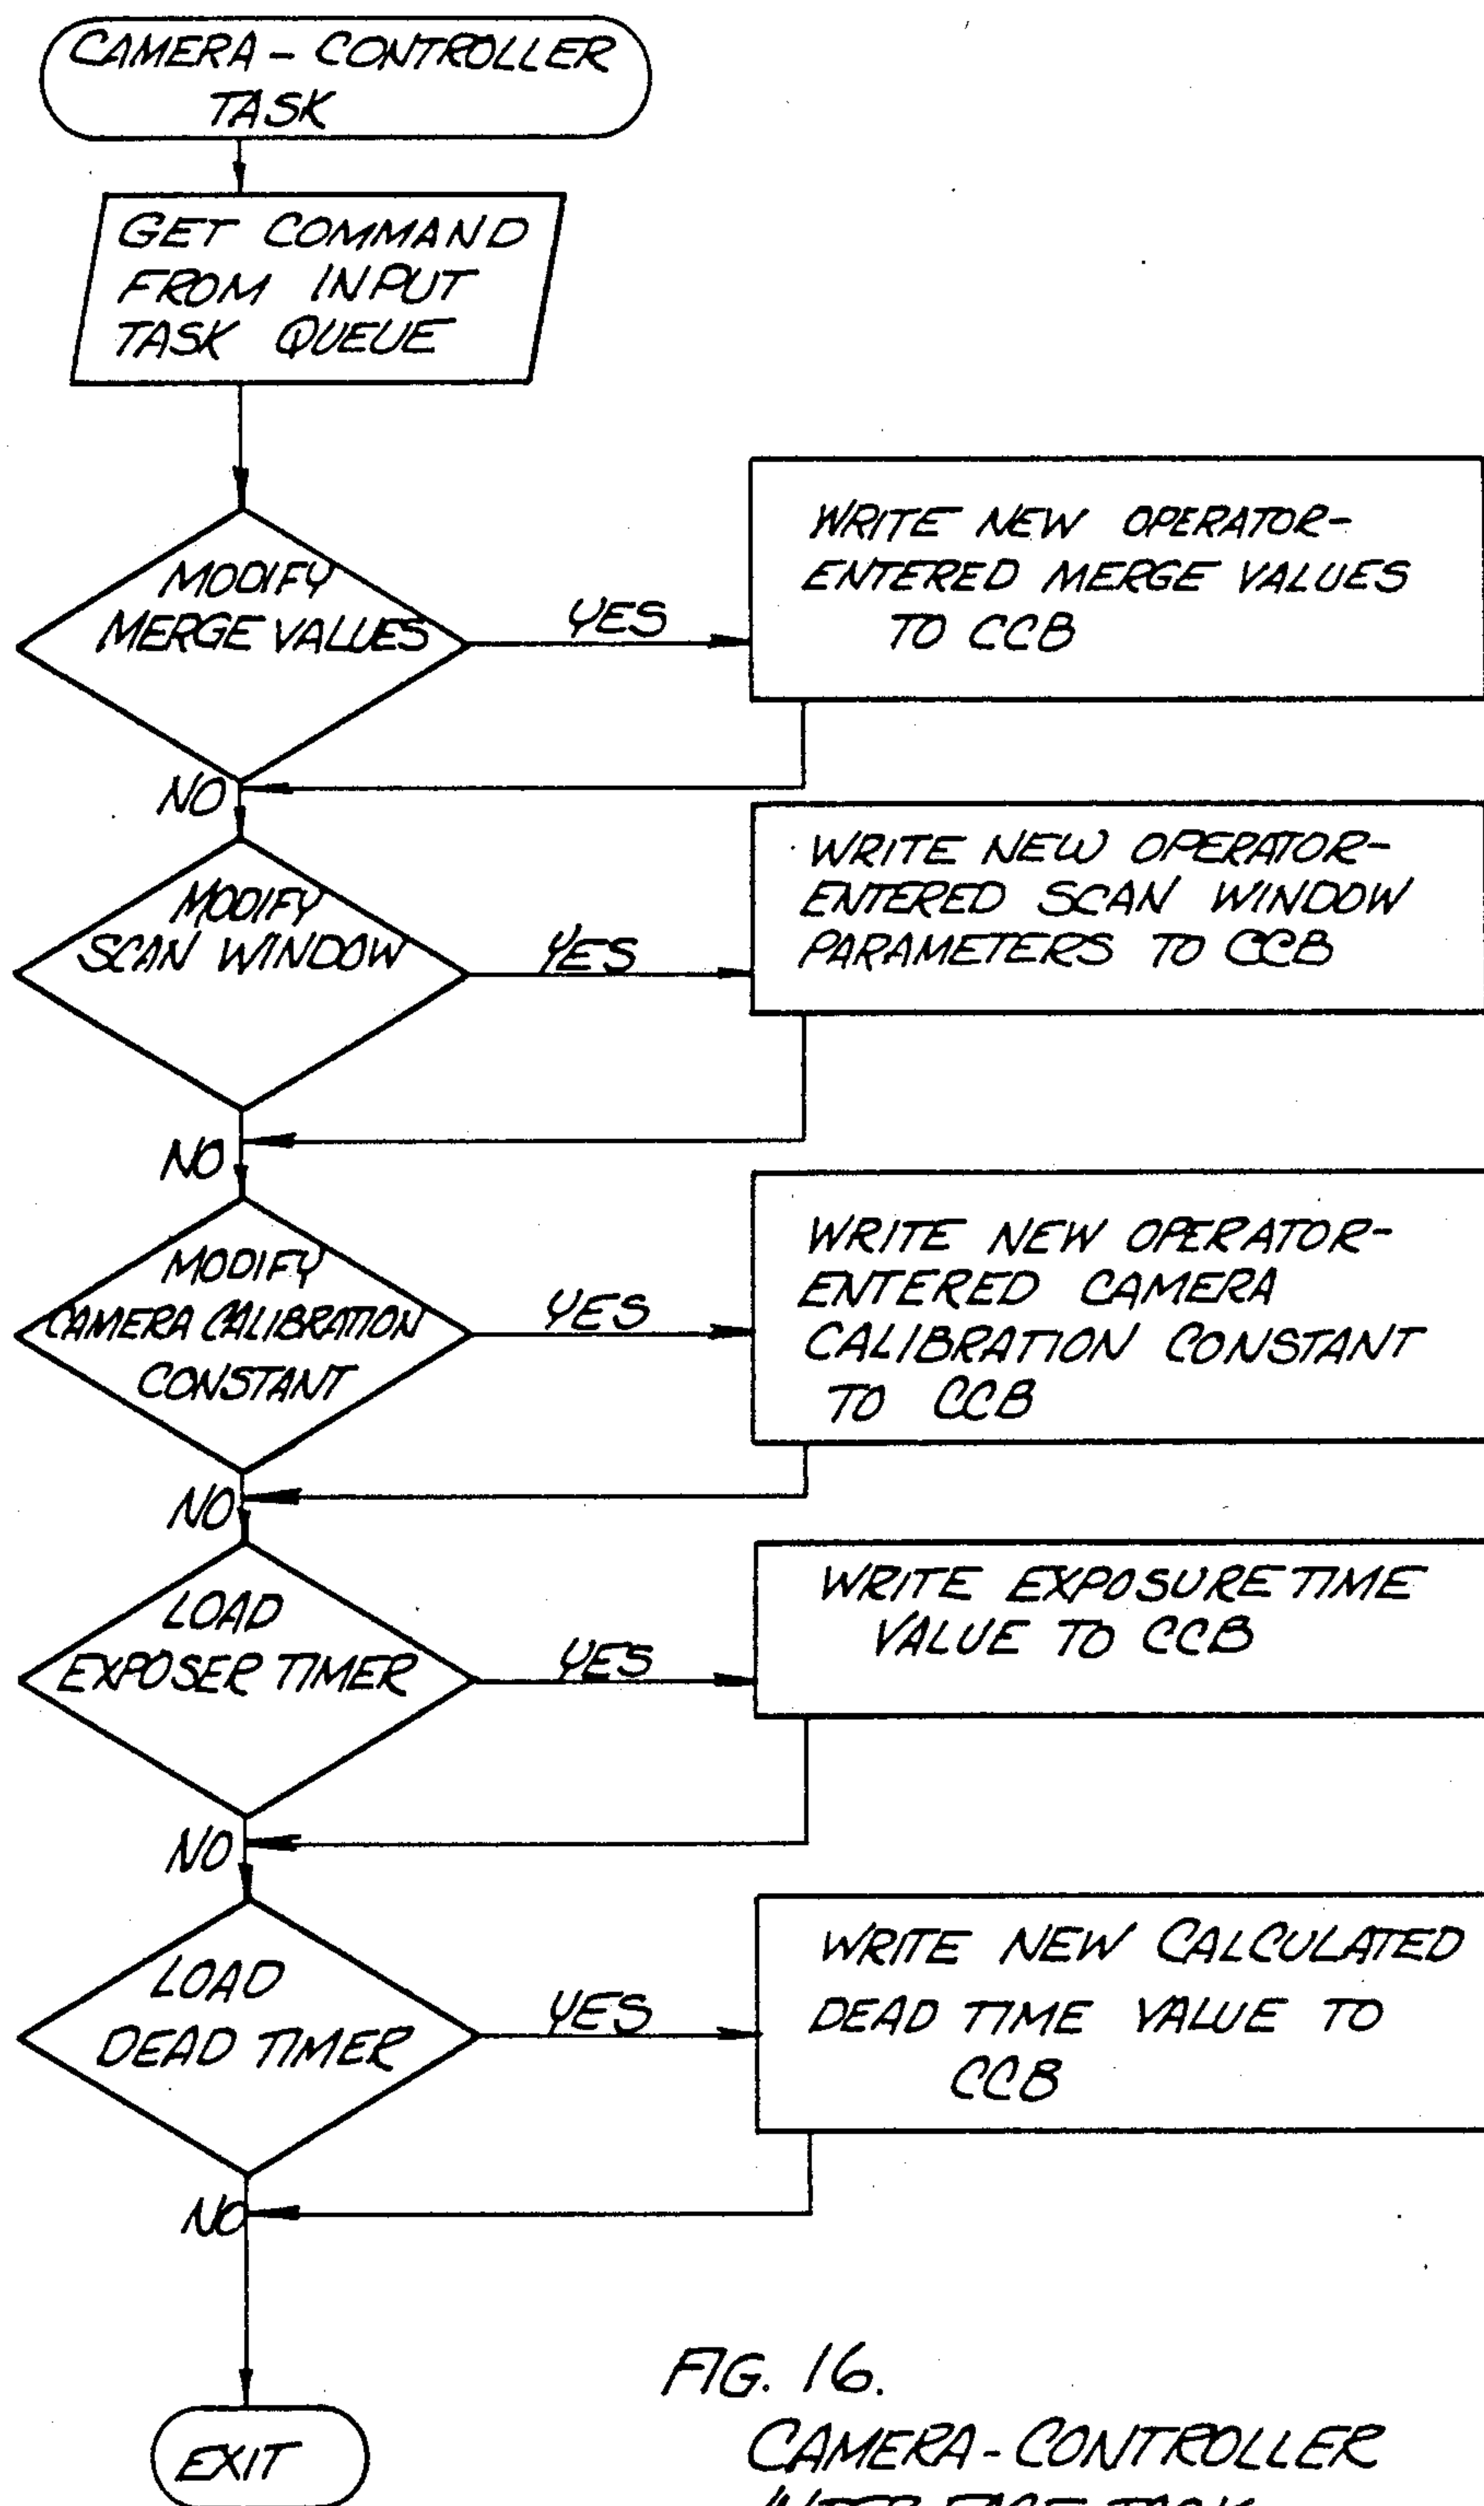 CAMERA - CONTROLLER
TASK
GET COMMAND
FROM INPUT
TASK QUEUE
MODIFY
MERGE VALUES
YES
WRITE NEW OPERATOR-
ENTERED MERGE VALUES
TO CCB
NO
MODIFY
SCAN WINDOW
YES
WRITE NEW OPERATOR-
ENTERED SCAN WINDOW
PARAMETERS TO CCB
NO
MODIFY
CAMERA CALIBRATION
CONSTANT
YES
WRITE NEW OPERATOR-
ENTERED CAMERA
CALIBRATION CONSTANT
TO CCB
NO
LOAD
EXPOSER TIMER
YES
WRITE EXPOSURE TIME
VALUE TO CCB
NO
LOAD
DEAD TIMER
YES
WRITE NEW CALCULATED
DEAD TIME VALUE TO
CCB
NO
EXIT
FIG. 16.
CAMERA - CONTROLLER